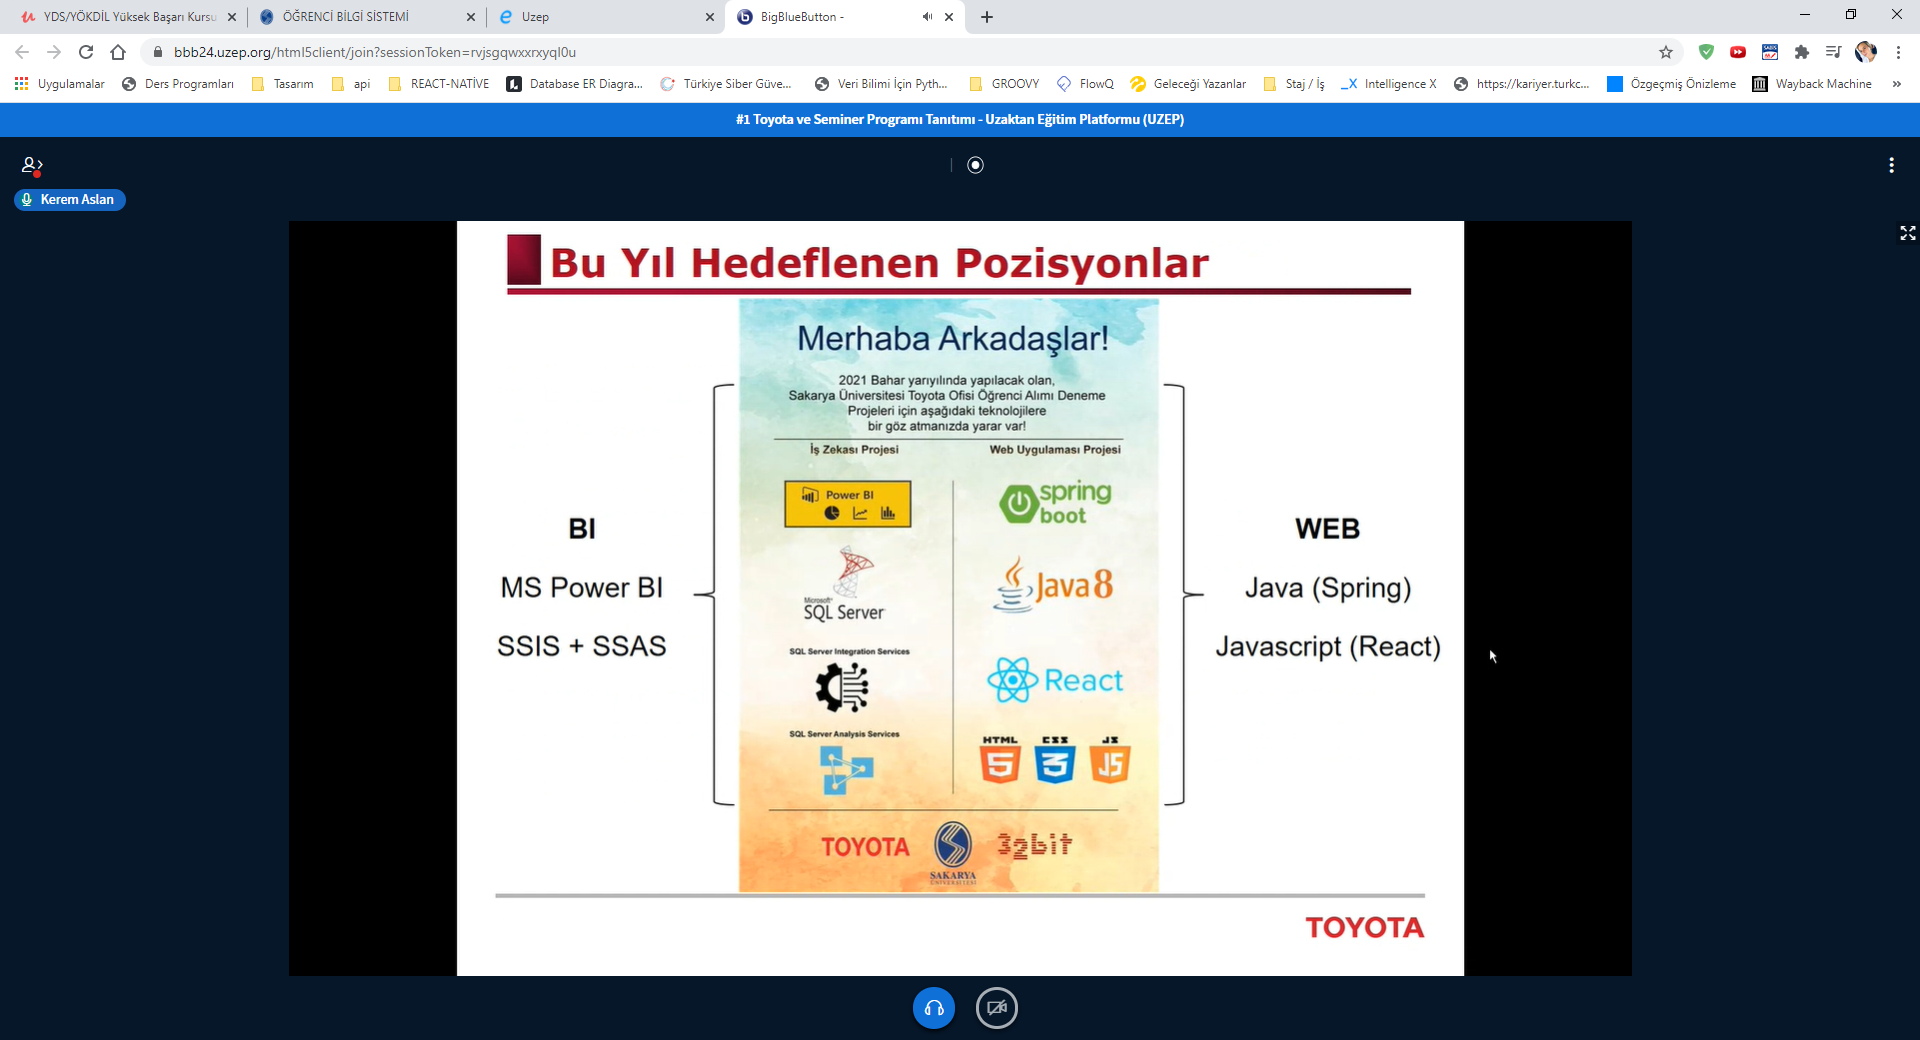 YDS/YÖKDİL Yüksek Başarı Kursu
ÖĞRENCİ BİLGİ SİSTEMİ
Uzep
BigBlueButton -
bbb24.uzep.org/html5client/join?sessionToken=rvjsgqwxxrxyql0u
Uygulamalar
Ders Programları
Tasarım
api
REACT-NATİVE
Database ER Diagra...
Türkiye Siber Güve...
Veri Bilimi İçin Pyth...
GROOVY
FlowQ
Geleceği Yazanlar
Staj / İş
_X Intelligence X
https://kariyer.turkc...
Özgeçmiş Önizleme
Wayback Machine
»
#1 Toyota ve Seminer Programı Tanıtımı - Uzaktan Eğitim Platformu (UZEP)
Kerem Aslan
Bu Yıl Hedeflenen Pozisyonlar
Merhaba Arkadaşlar!
2021 Bahar yarıyılında yapılacak olan,
Sakarya Üniversitesi Toyota Ofisi Öğrenci Alımı Deneme
Projeleri için aşağıdaki teknolojilere
bir göz atmanızda yarar var!
İş Zekası Projesi
Web Uygulaması Projesi
Power BI
spring
boot
Microsoft
SQL Server
Java 8
SQL Server Integration Services
React
SQL Server Analysis Services
HTML
5
CSS
3
JS
JS
TOYOTA
SAKARYA
ÜNİVERSİTESİ
32bit
BI
MS Power BI
SSIS + SSAS
WEB
Java (Spring)
Javascript (React)
TOYOTA